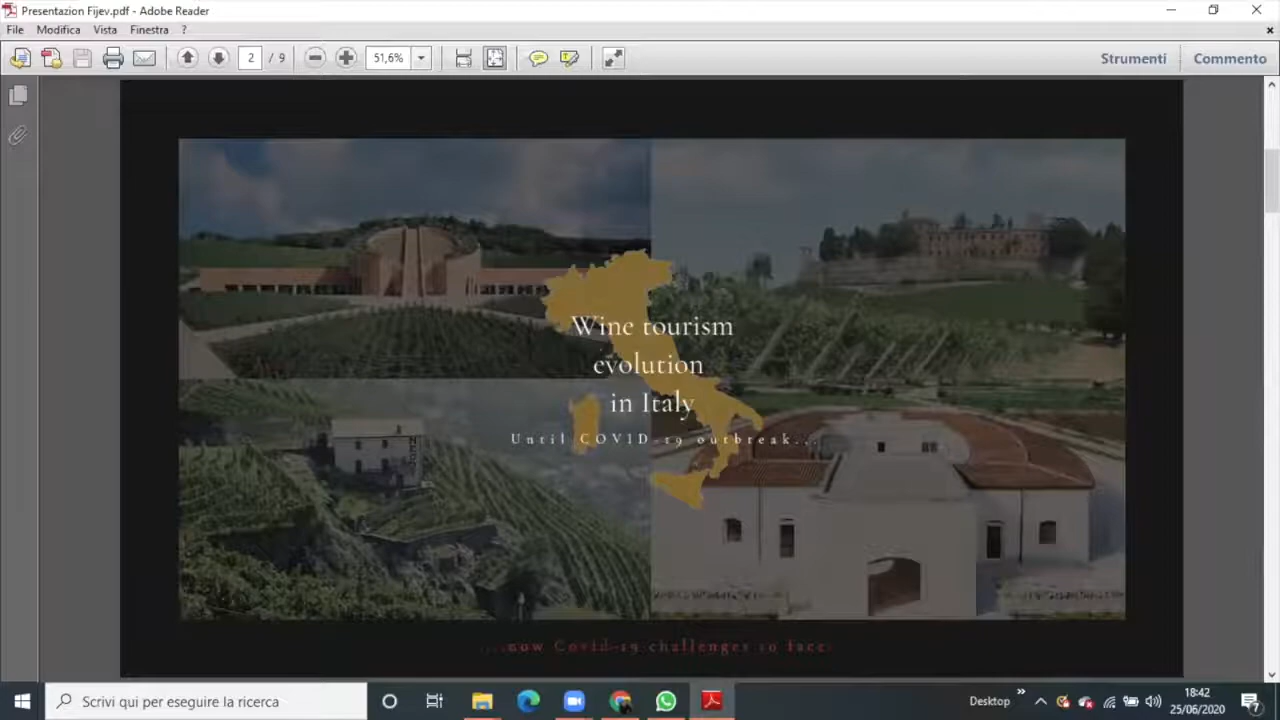 Presentazion Fijev.pdf - Adobe Reader
File Modifica Vista Finestra ?
2 / 9 51,6% Strumenti Commento
Wine tourism
evolution
in Italy
Until COVID-19 outbreak...
....now Covid-19 challenges to face
Scrivi qui per eseguire la ricerca
Desktop
18:42
25/06/2020
7